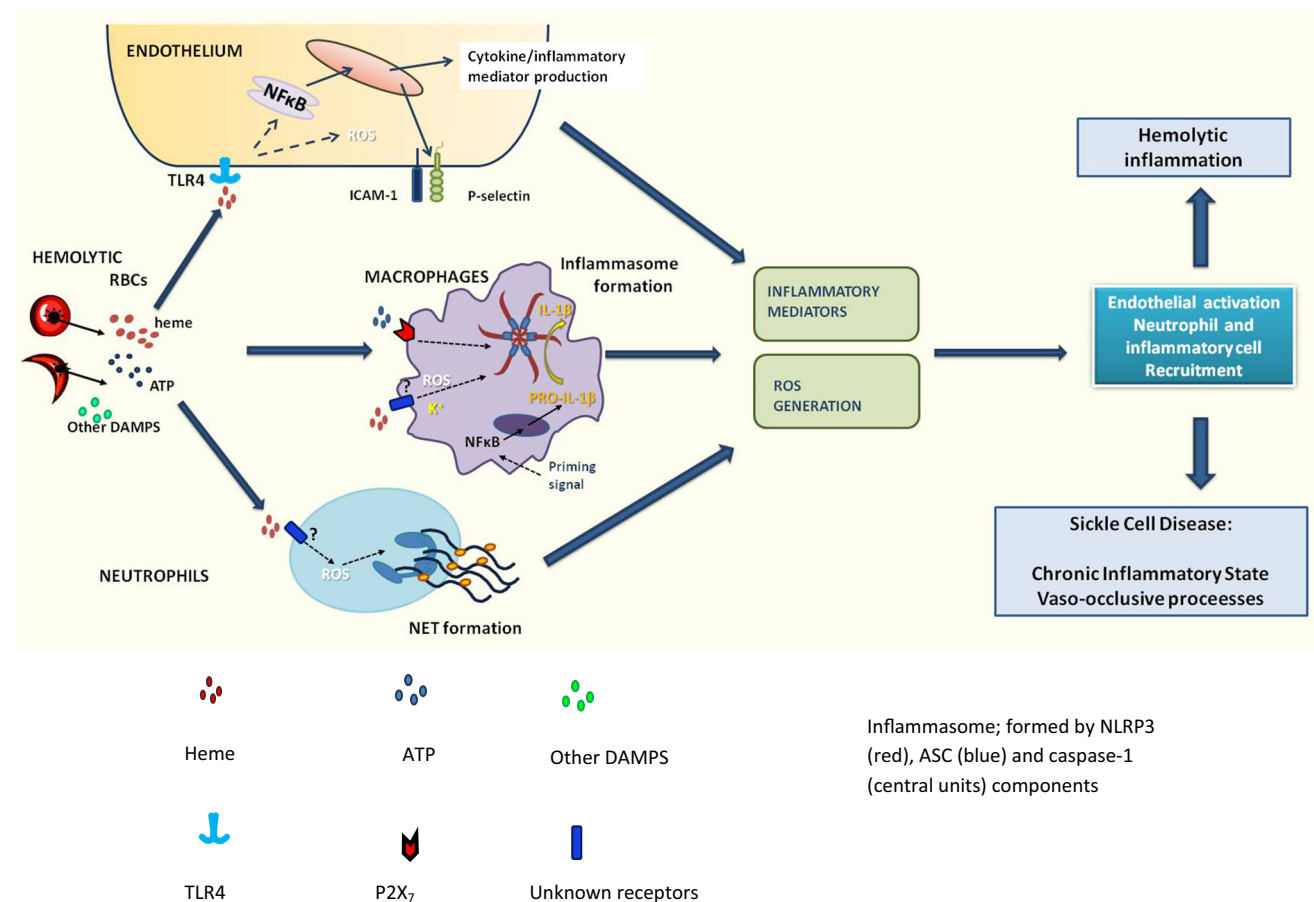 ENDOTHELIUM
NFκB
Cytokine/inflammatory
mediator production
ROS
TLR4
ICAM-1
P-selectin
Hemolytic
inflammation
HEMOLYTIC
RBCs
heme
ATP
Other DAMPS
MACROPHAGES
Inflammasome
formation
IL-1β
?
ROS
K⁺
PRO-IL-1β
NFκB
Priming
signal
INFLAMMATORY
MEDIATORS
ROS
GENERATION
Endothelial activation
Neutrophil and
inflammatory cell
Recruitment
NEUTROPHILS
?
ROS
NET formation
Sickle Cell Disease:
Chronic Inflammatory State
Vaso-occlusive proceesses
Heme
ATP
Other DAMPS
Inflammasome; formed by NLRP3
(red), ASC (blue) and caspase-1
(central units) components
TLR4
P2X₇
Unknown receptors